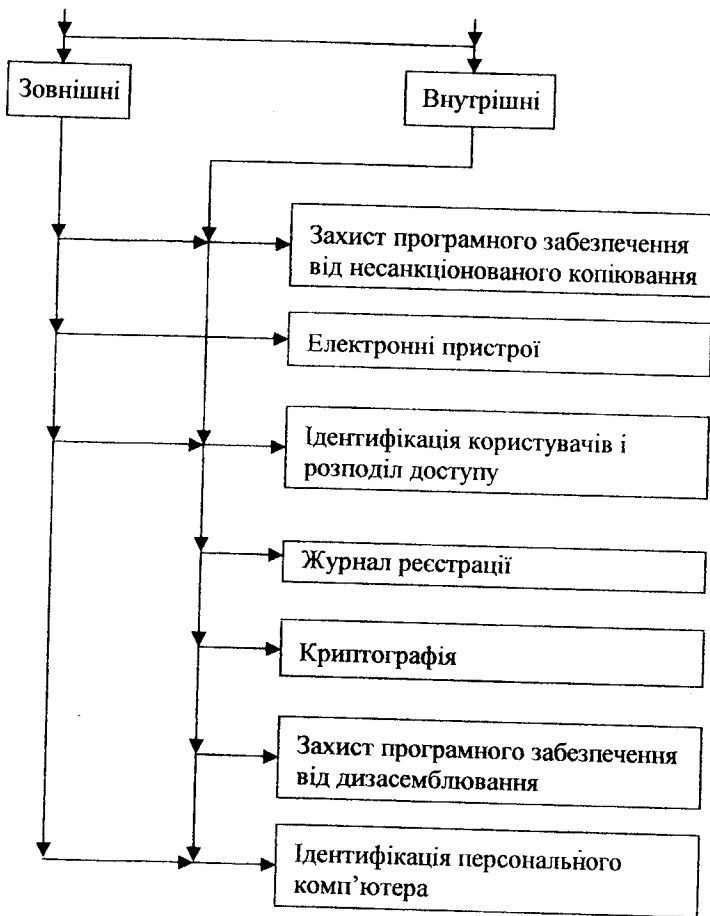 Зовнішні
Внутрішні
Захист програмного забезпечення
від несанкціонованого копіювання
Електронні пристрої
Ідентифікація користувачів і
розподіл доступу
Журнал реєстрації
Криптографія
Захист програмного забезпечення
від дизасемблювання
Ідентифікація персонального
комп’ютера